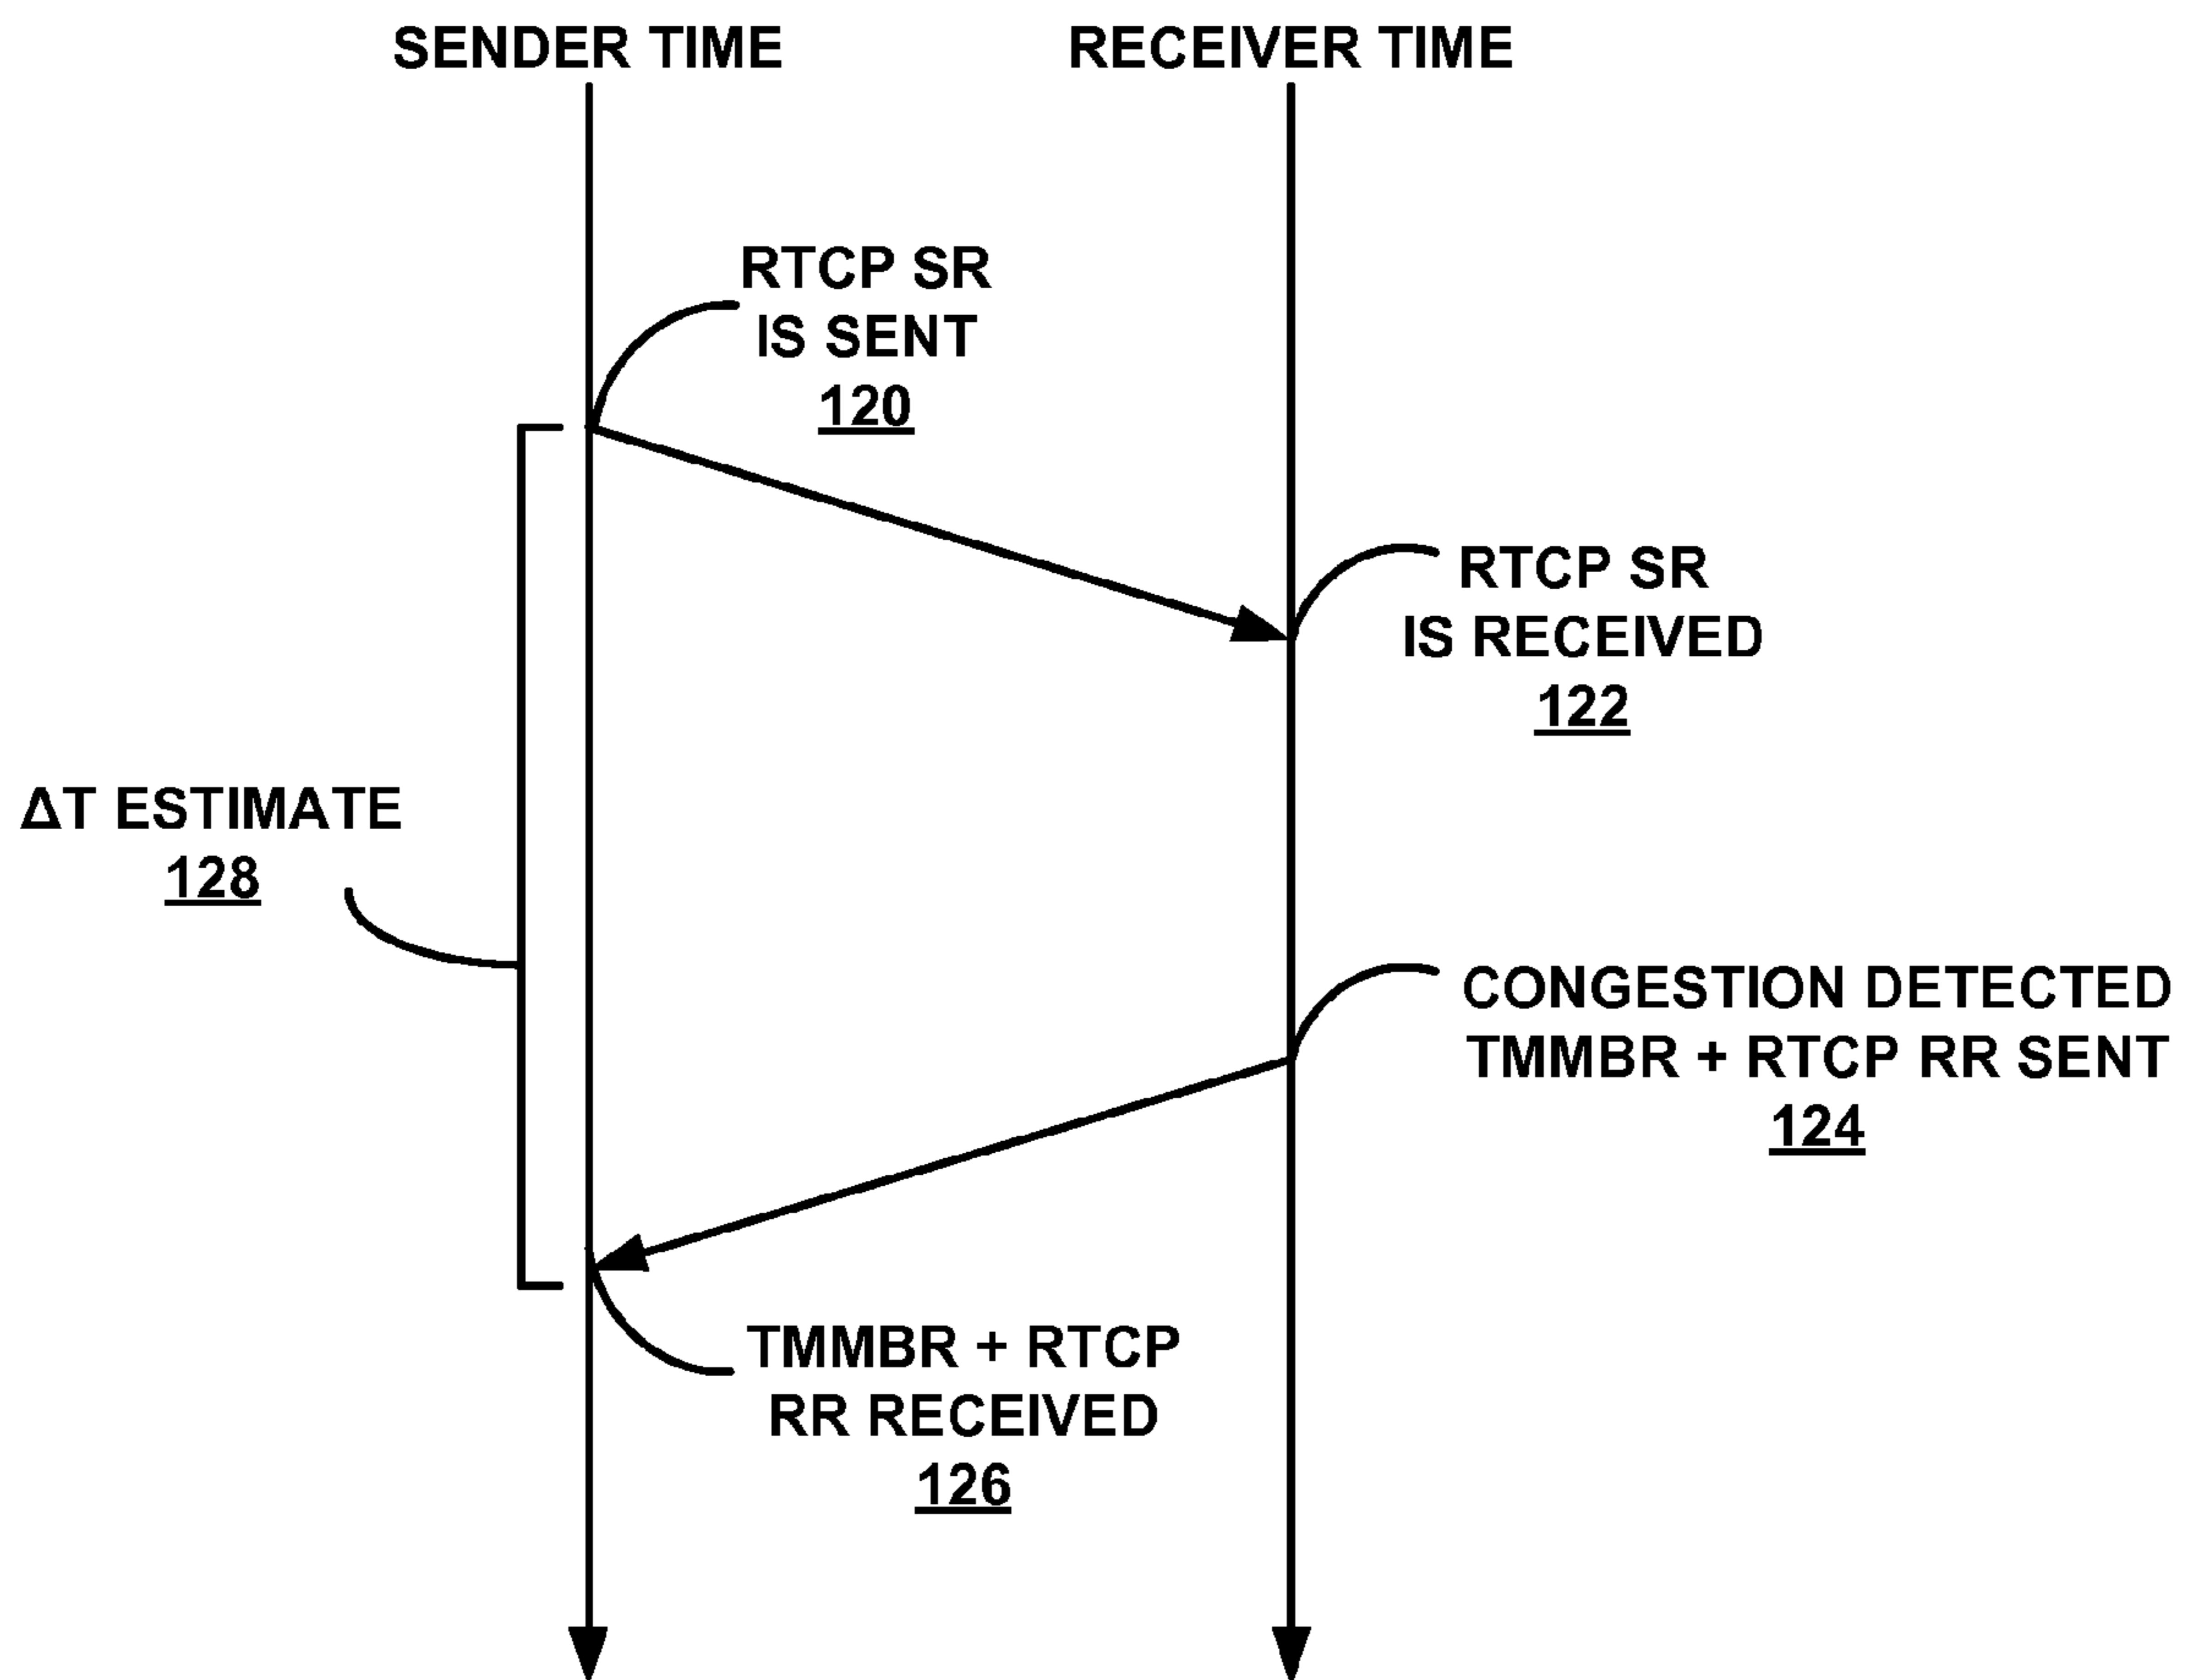 SENDER TIME
RECEIVER TIME
RTCP SR
IS SENT
120
RTCP SR
IS RECEIVED
122
ΔT ESTIMATE
128
CONGESTION DETECTED
TMMBR + RTCP RR SENT
124
TMMBR + RTCP
RR RECEIVED
126